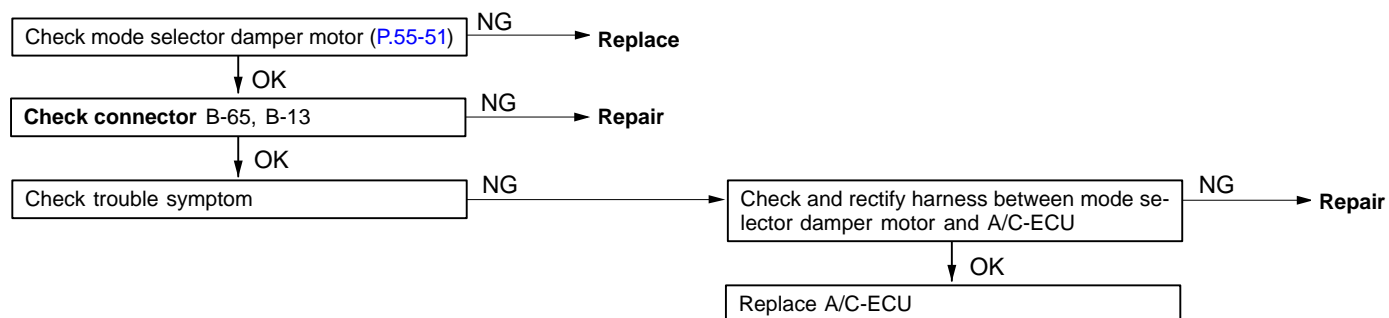 Check mode selector damper motor (P.55-51)
NG
Replace
OK
Check connector B-65, B-13
NG
Repair
OK
Check trouble symptom
NG
Check and rectify harness between mode se-
lector damper motor and A/C-ECU
NG
Repair
OK
Replace A/C-ECU